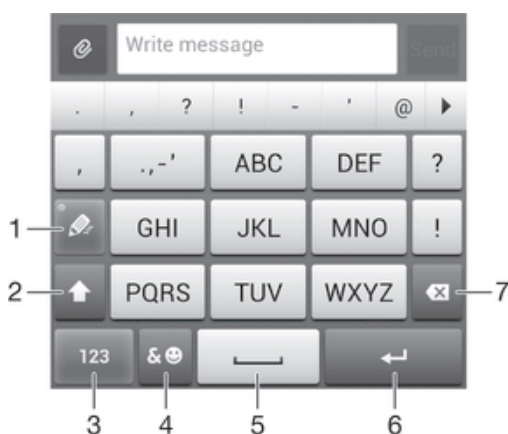 Write message Send
. , ? ! - ' @
, .,-' ABC DEF ?
1 GHI JKL MNO !
2 PQRS TUV WXYZ 7
123 &
3 4 5 6